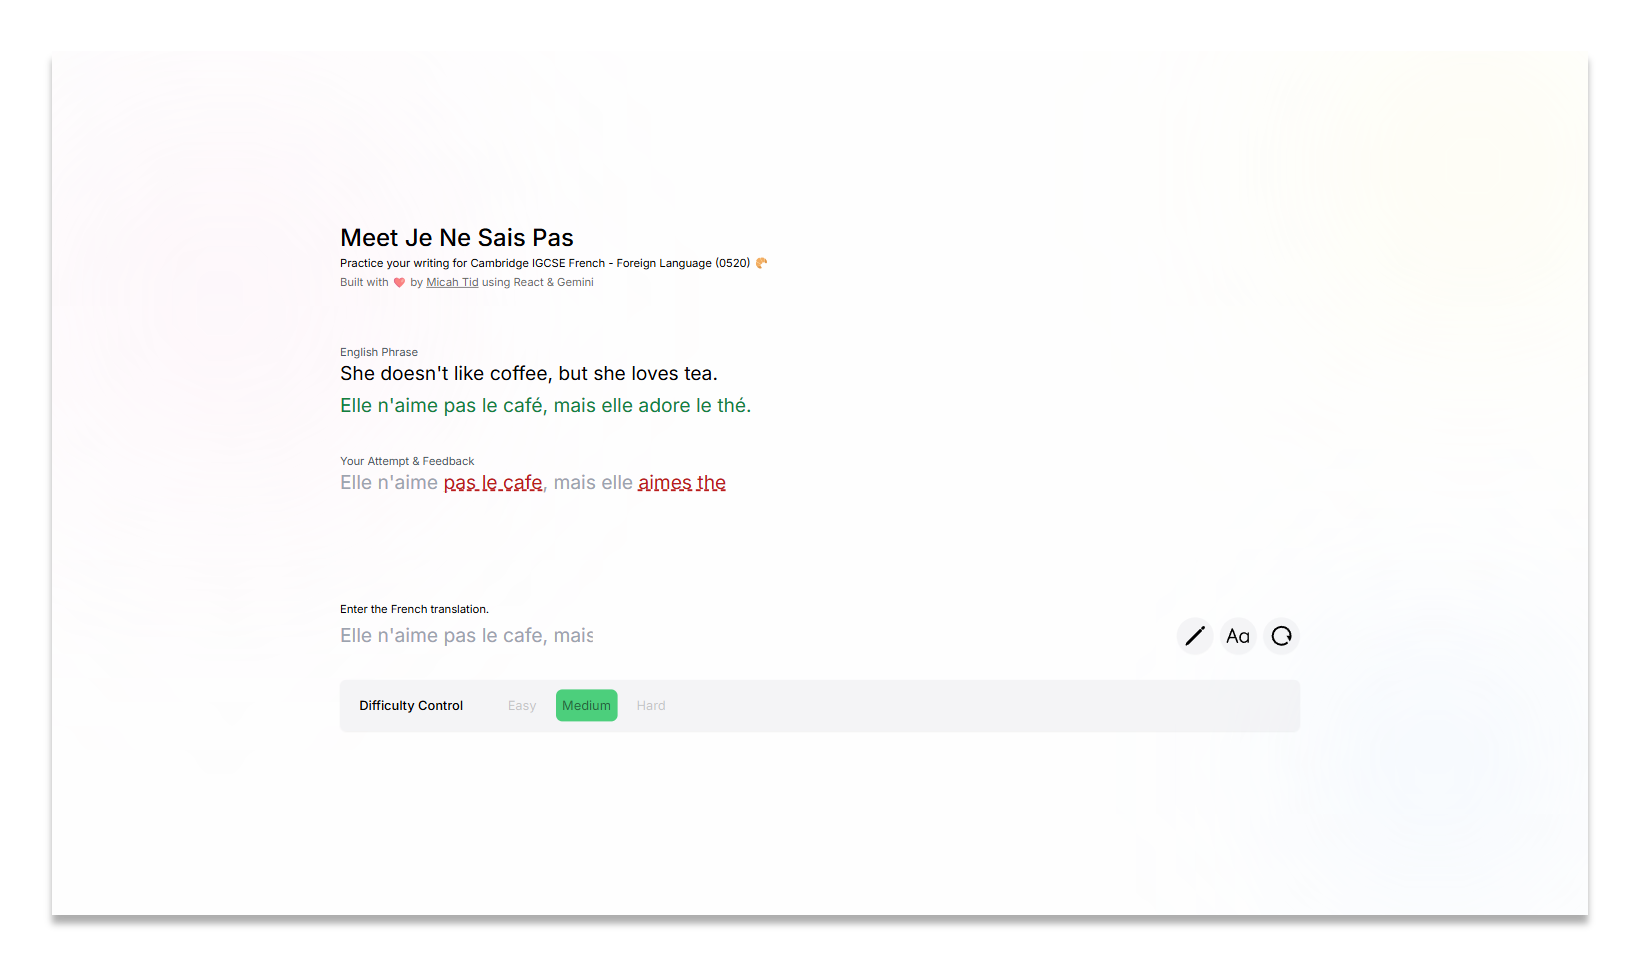 Meet Je Ne Sais Pas
Practice your writing for Cambridge IGCSE French - Foreign Language (0520) 🥐
Built with ❤️ by Micah Tid using React & Gemini
English Phrase
She doesn't like coffee, but she loves tea.
Elle n'aime pas le café, mais elle adore le thé.
Your Attempt & Feedback
Elle n'aime pas le cafe, mais elle aimes the
Enter the French translation.
Elle n'aime pas le cafe, mais
Aa
Difficulty Control Easy Medium Hard